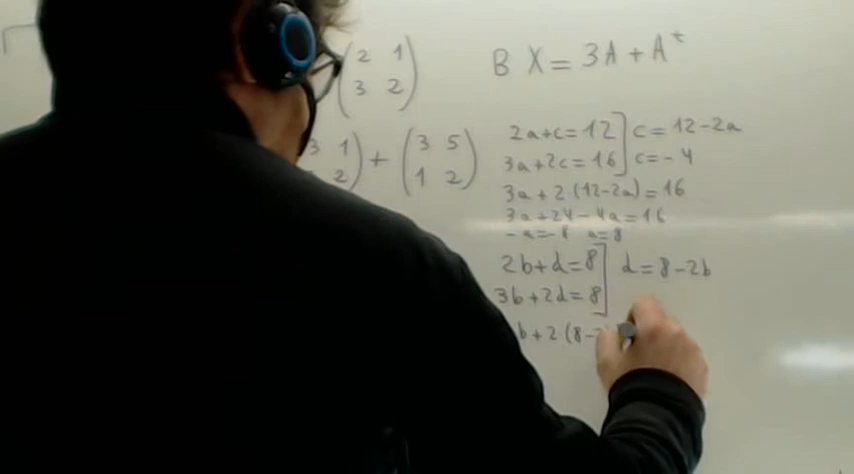 2 1
3 2
B X = 3A + A^t
3 1
2
+
3 5
1 2
2a+c=12 ] c=12-2a
3a+2c=16 ] c=-4
3a+2(12-2a)=16
3a+24-4a=16
-a=-8 a=8
2b+d=8 ] d=8-2b
3b+2d=8
b+2(8-